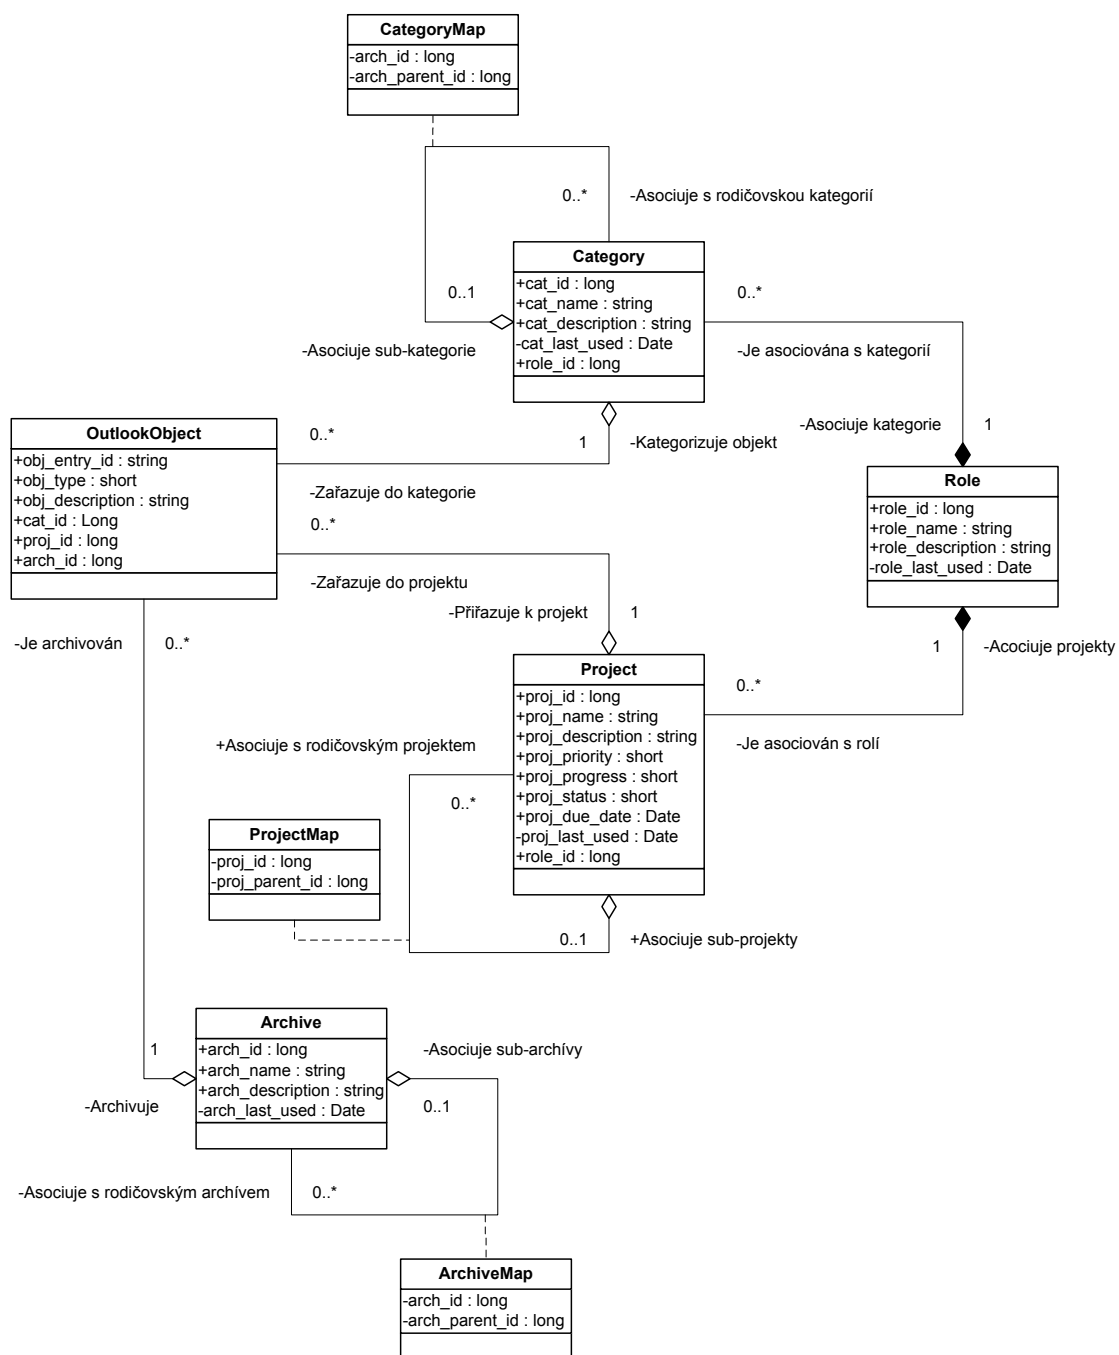 CategoryMap
-arch_id : long
-arch_parent_id : long
0..*
-Asociuje s rodičovskou kategorií
Category
+cat_id : long
+cat_name : string
+cat_description : string
-cat_last_used : Date
+role_id : long
0..1
-Asociuje sub-kategorie
0..*
-Je asociována s kategorií
-Asociuje kategorie
1
OutlookObject
+obj_entry_id : string
+obj_type : short
+obj_description : string
+cat_id : Long
+proj_id : long
+arch_id : long
0..*
1
-Kategorizuje objekt
-Zařazuje do kategorie
0..*
-Zařazuje do projektu
-Přiřazuje k projekt
1
Role
+role_id : long
+role_name : string
+role_description : string
-role_last_used : Date
1
-Acociuje projekty
-Je archivován
0..*
Project
+proj_id : long
+proj_name : string
+proj_description : string
+proj_priority : short
+proj_progress : short
+proj_status : short
+proj_due_date : Date
-proj_last_used : Date
+role_id : long
0..*
-Je asociován s rolí
+Asociuje s rodičovským projektem
0..*
ProjectMap
-proj_id : long
-proj_parent_id : long
0..1
+Asociuje sub-projekty
Archive
+arch_id : long
+arch_name : string
+arch_description : string
-arch_last_used : Date
1
-Archivuje
-Asociuje sub-archívy
0..1
-Asociuje s rodičovským archívem
0..*
ArchiveMap
-arch_id : long
-arch_parent_id : long